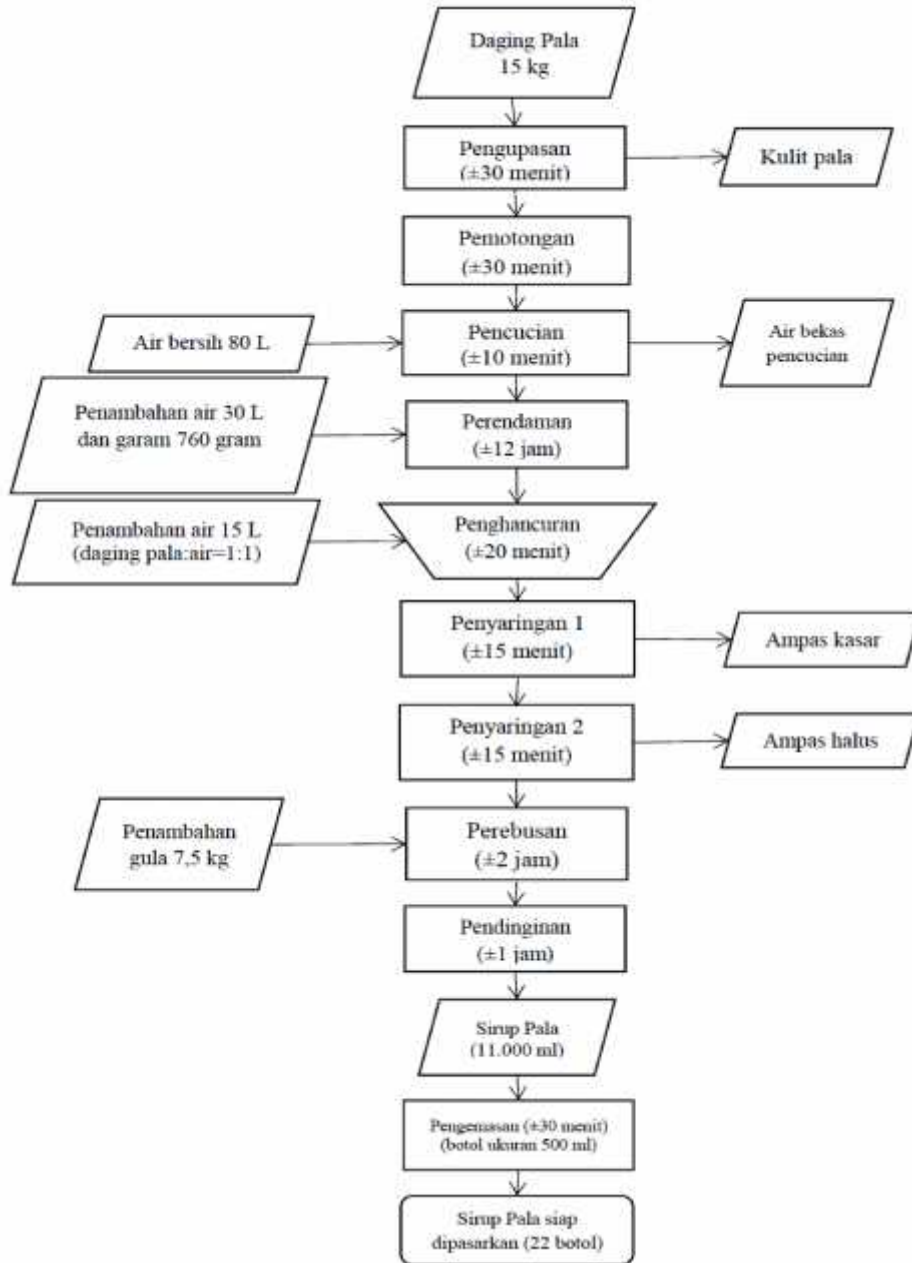 Daging Pala
15 kg
Pengupasan
(±30 menit)
Kulit pala
Pemotongan
(±30 menit)
Air bersih 80 L
Pencucian
(±10 menit)
Air bekas
pencucian
Penambahan air 30 L
dan garam 760 gram
Perendaman
(±12 jam)
Penambahan air 15 L
(daging pala:air=1:1)
Penghancuran
(±20 menit)
Penyaringan 1
(±15 menit)
Ampas kasar
Penyaringan 2
(±15 menit)
Ampas halus
Penambahan
gula 7,5 kg
Perebusan
(±2 jam)
Pendinginan
(±1 jam)
Sirup Pala
(11.000 ml)
Pengemasan (±30 menit)
(botol ukuran 500 ml)
Sirup Pala siap
dipasarkan (22 botol)